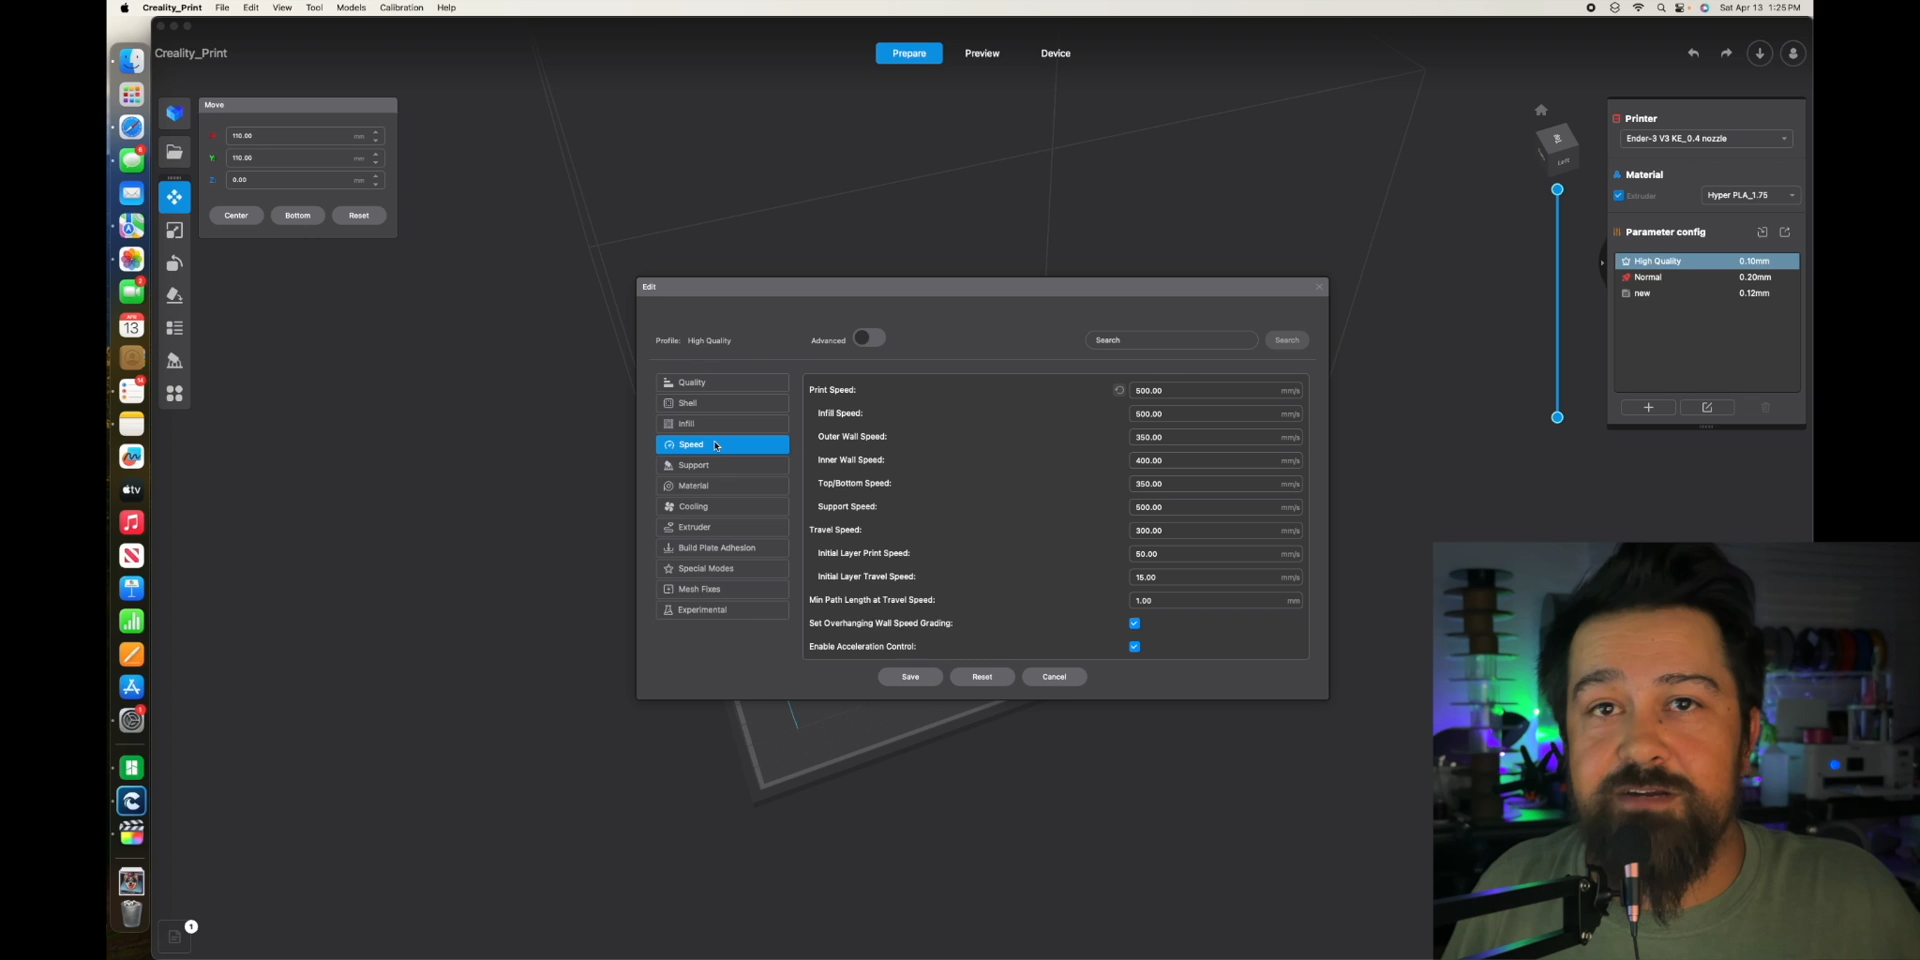 Creality_Print File Edit View Tool Models Calibration Help
Sat Apr 13 1:25 PM
Creality_Print
Prepare Preview Device
Move
110.00 mm
Y: 110.00 mm
0.00 mm
Center Bottom Reset
Printer
Ender-3 V3 KE_0.4 nozzle
Material
Extruder Hyper PLA_1.75
Parameter config
High Quality 0.10mm
Normal 0.20mm
new 0.12mm
Left
Edit
Profile: High Quality Advanced Search Search
Quality
Shell
Infill
Speed
Support
Material
Cooling
Extruder
Build Plate Adhesion
Special Modes
Mesh Fixes
Experimental
Print Speed: 500.00 mm/s
Infill Speed: 500.00 mm/s
Outer Wall Speed: 350.00 mm/s
Inner Wall Speed: 400.00 mm/s
Top/Bottom Speed: 350.00 mm/s
Support Speed: 500.00 mm/s
Travel Speed: 300.00 mm/s
Initial Layer Print Speed: 50.00 mm/s
Initial Layer Travel Speed: 15.00 mm/s
Min Path Length at Travel Speed: 1.00 mm
Set Overhanging Wall Speed Grading:
Enable Acceleration Control:
Save Reset Cancel
APR
13
tv
1